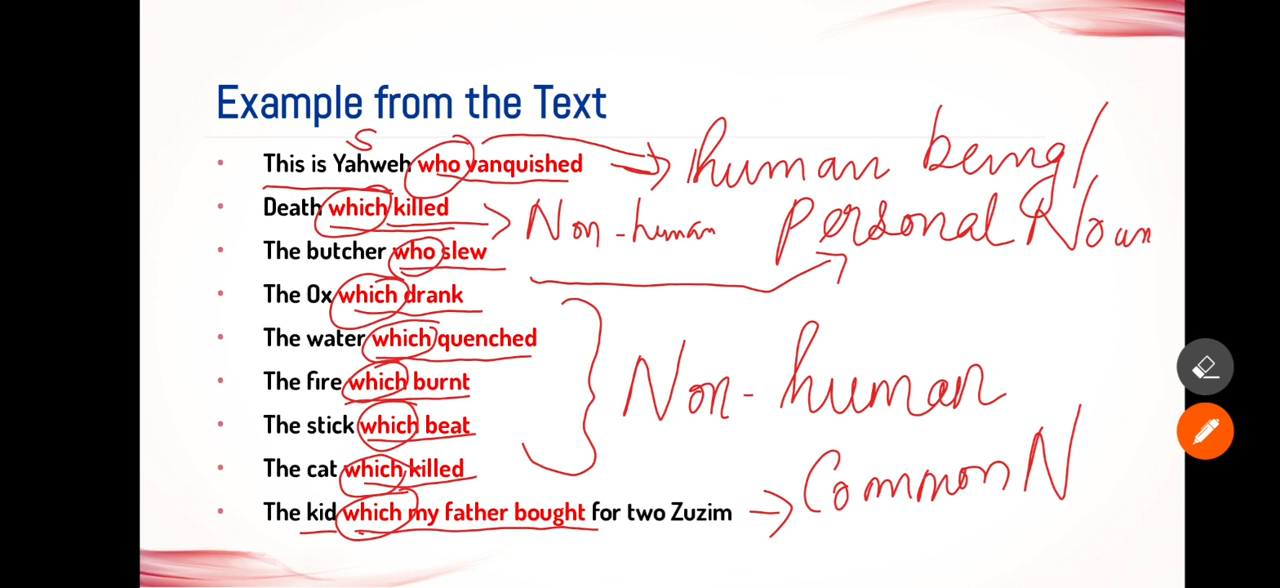 Example from the Text
S
• This is Yahweh who vanquished
human being/
• Death which killed
Non-human
Personal Noun
• The butcher who slew
• The Ox which drank
• The water which quenched
• The fire which burnt
Non-human
• The stick which beat
• The cat which killed
Common N
• The kid which my father bought for two Zuzim